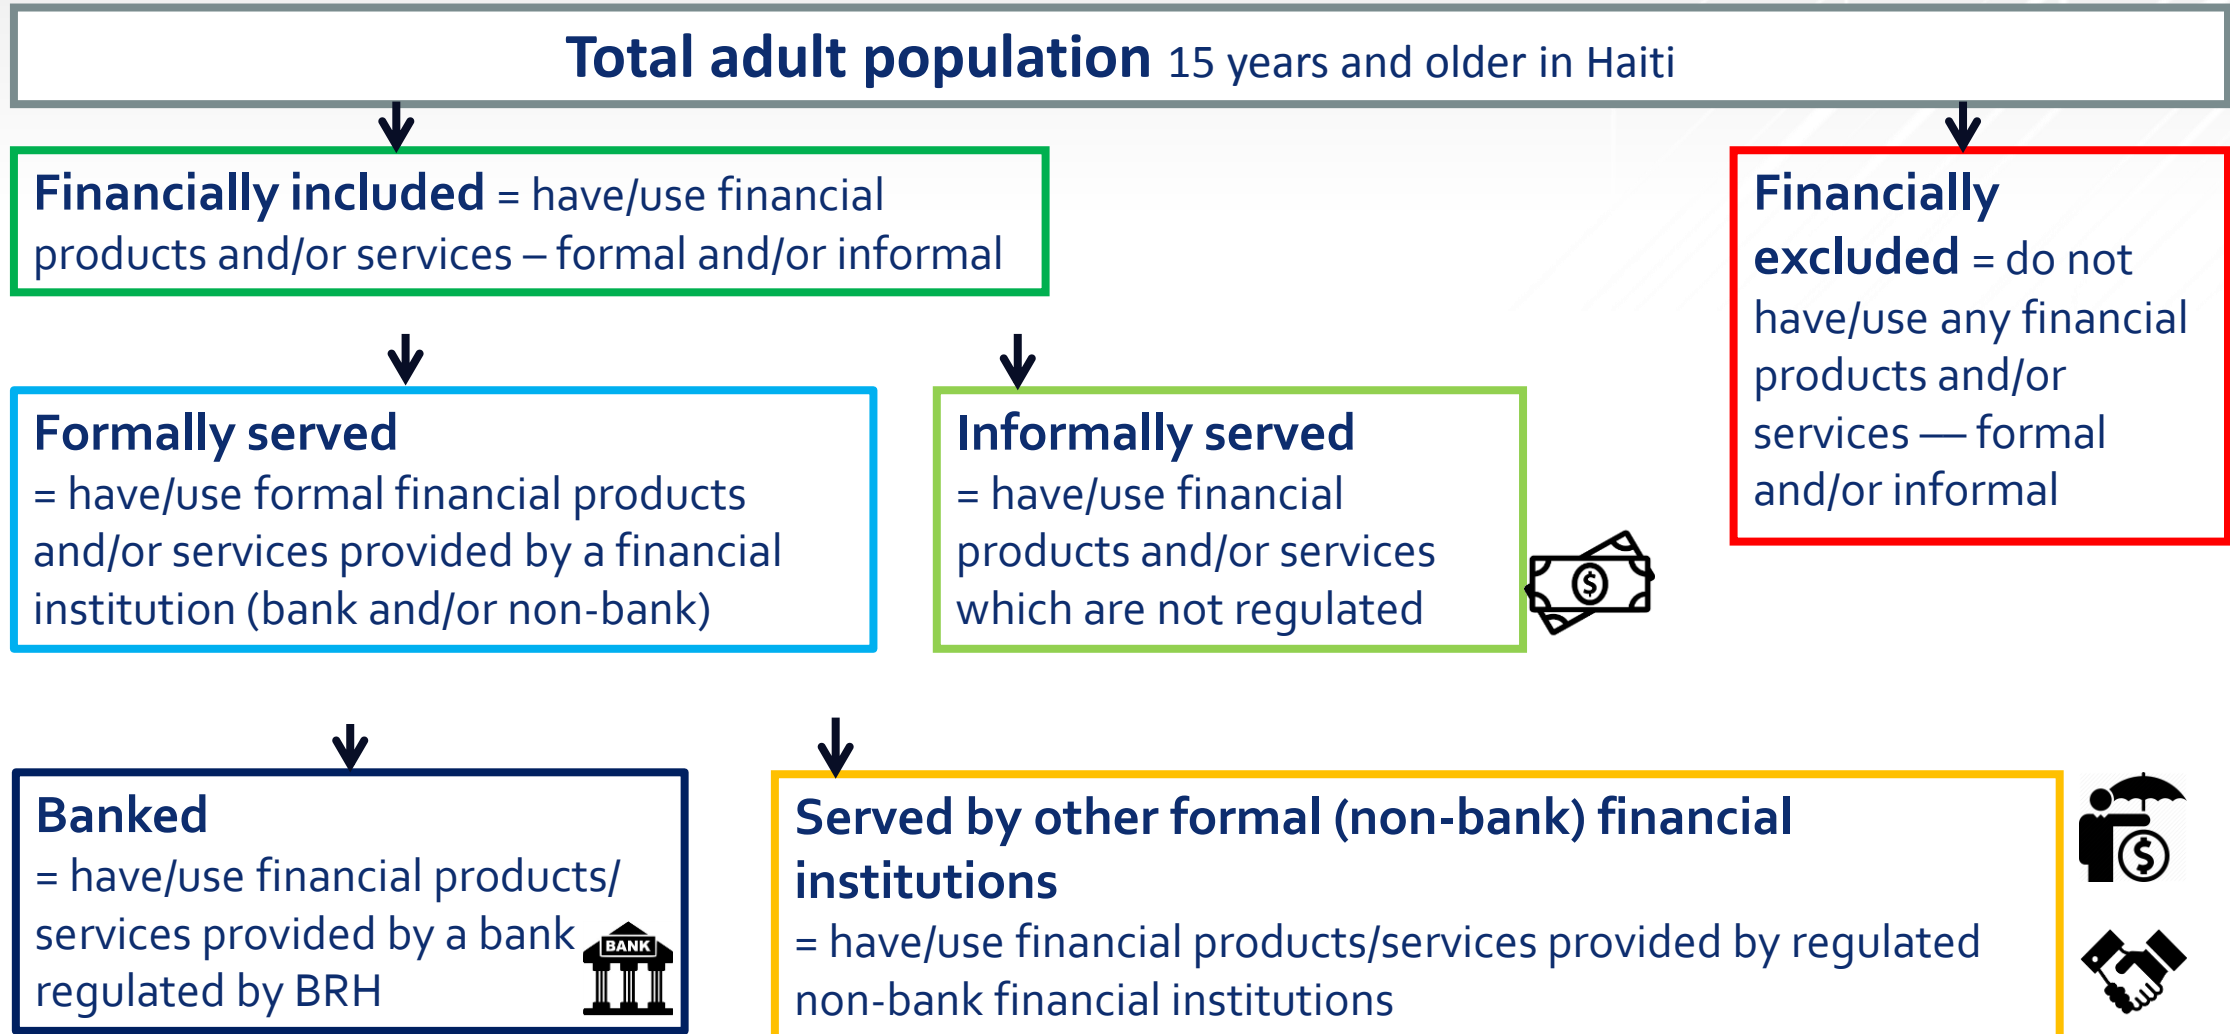 Total adult population 15 years and older in Haiti
Financially included = have/use financial
products and/or services – formal and/or informal
Financially
excluded = do not
have/use any financial
products and/or
services — formal
and/or informal
Formally served
= have/use formal financial products
and/or services provided by a financial
institution (bank and/or non-bank)
Informally served
= have/use financial
products and/or services
which are not regulated
$
Banked
= have/use financial products/
services provided by a bank
regulated by BRH
BANK
Served by other formal (non-bank) financial
institutions
= have/use financial products/services provided by regulated
non-bank financial institutions
$